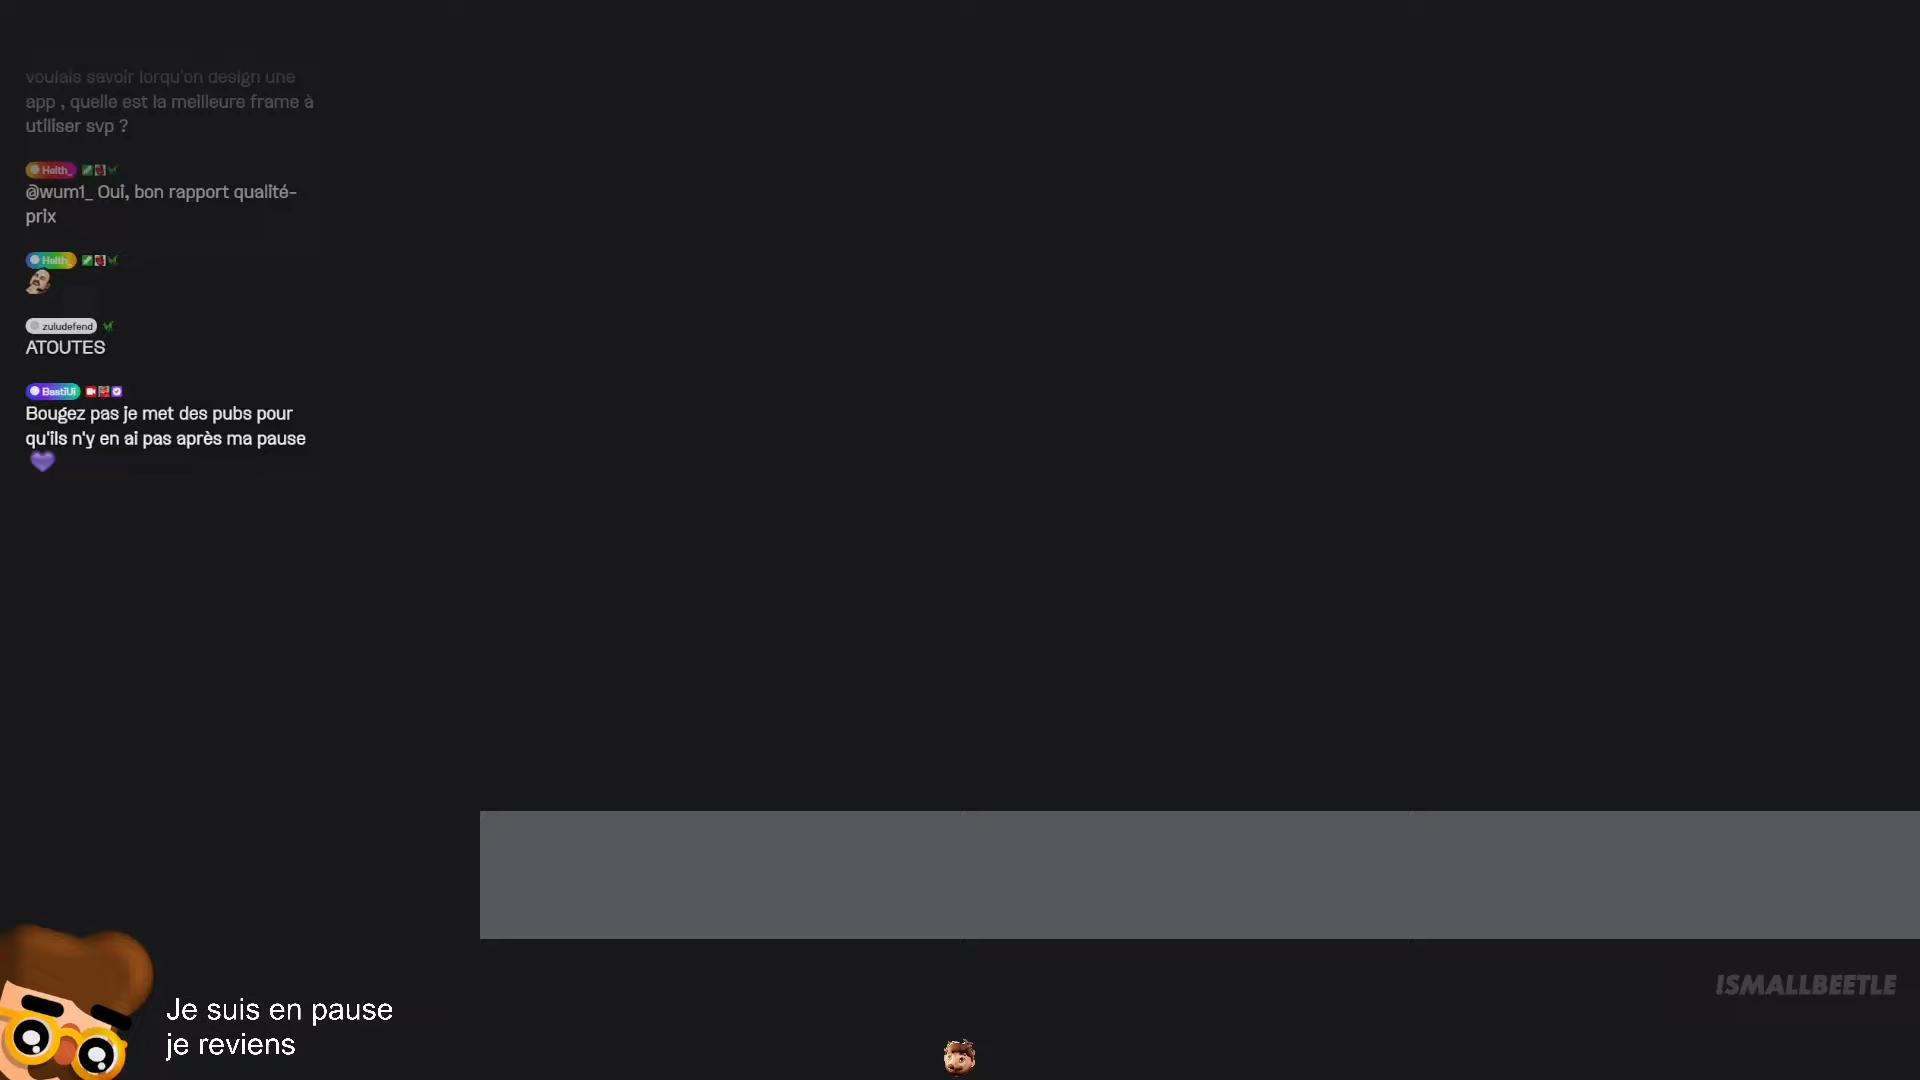 voulais savoir lorqu'on design une
app , quelle est la meilleure frame à
utiliser svp ?
Halth_
@wum1_ Oui, bon rapport qualité-
prix
Halth_
zuludefend
ATOUTES
BastiUi
Bougez pas je met des pubs pour
qu'ils n'y en ai pas après ma pause
Je suis en pause
je reviens
ISMALLBEETLE